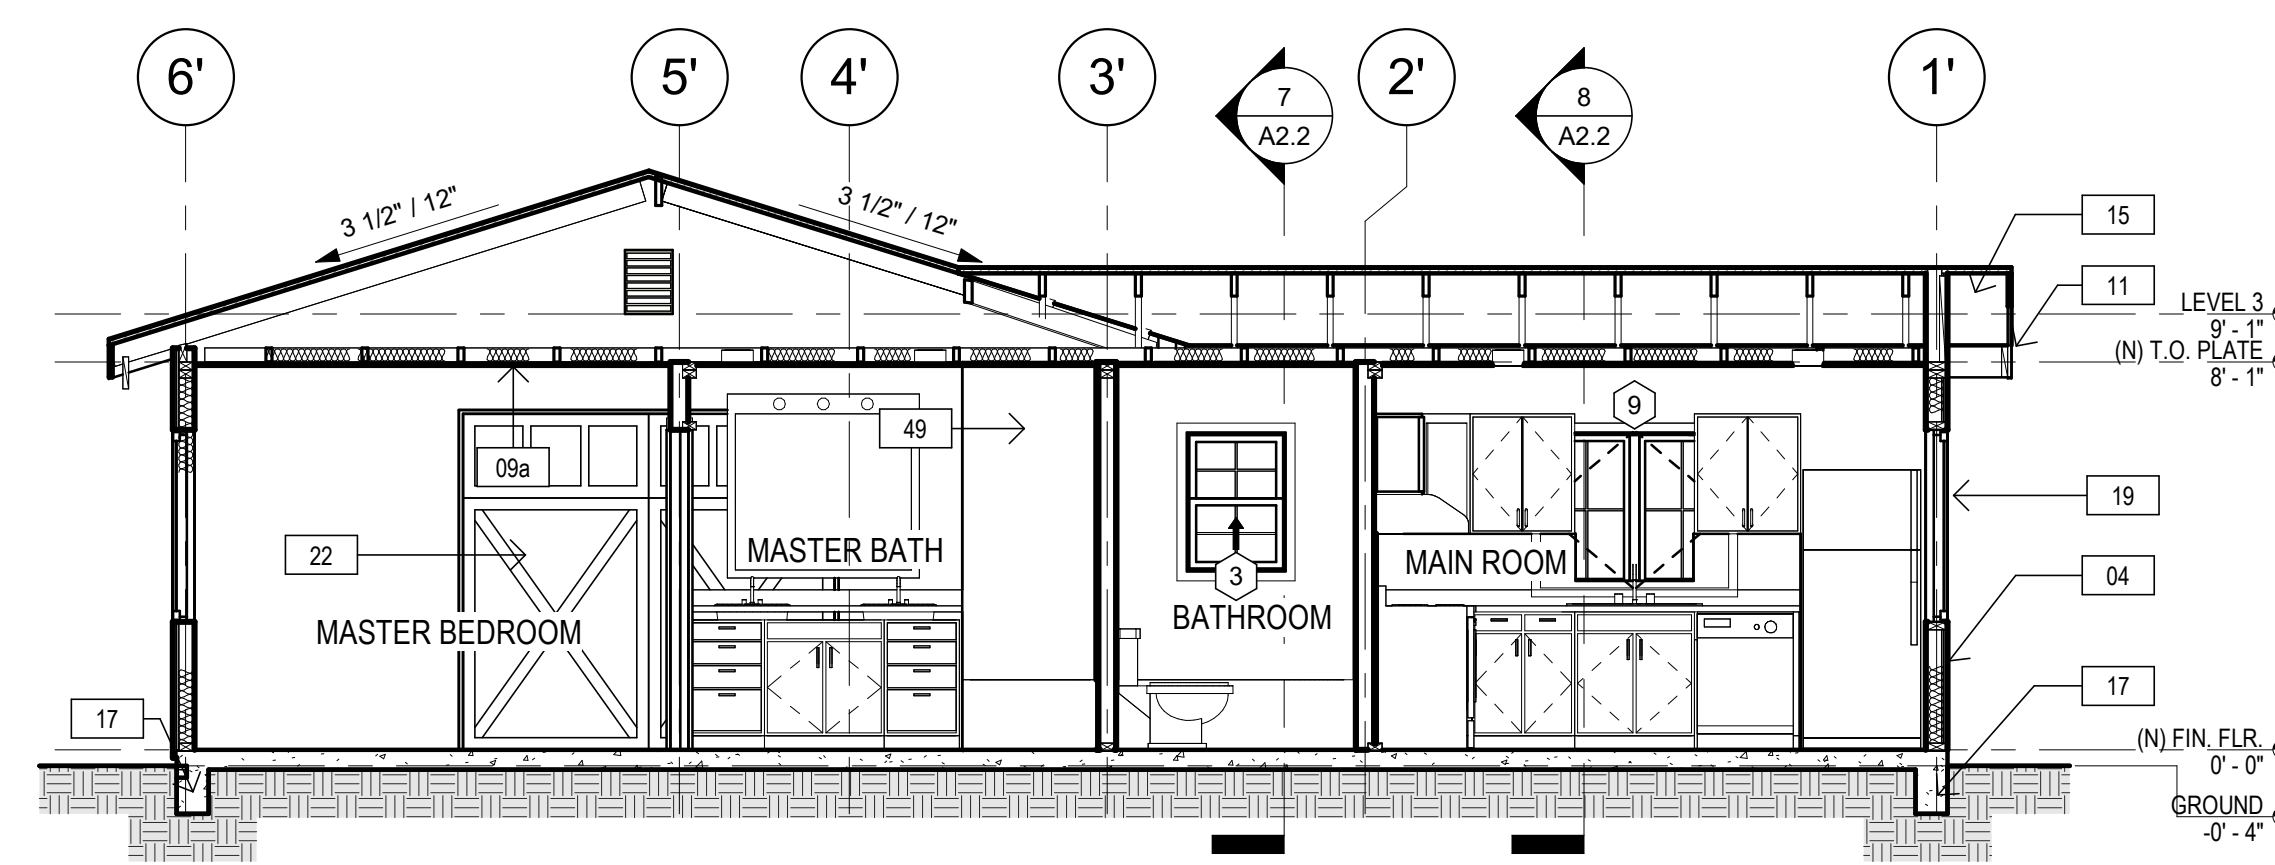 6'
5'
4'
3'
2'
1'
7
A2.2
8
A2.2
3 1/2" / 12"
3 1/2" / 12"
15
11
LEVEL 3
9' - 1"
(N) T.O. PLATE
8' - 1"
9
49
09a
19
22
MASTER BATH
MAIN ROOM
3
04
BATHROOM
MASTER BEDROOM
17
17
(N) FIN. FLR.
0' - 0"
GROUND
-0' - 4"